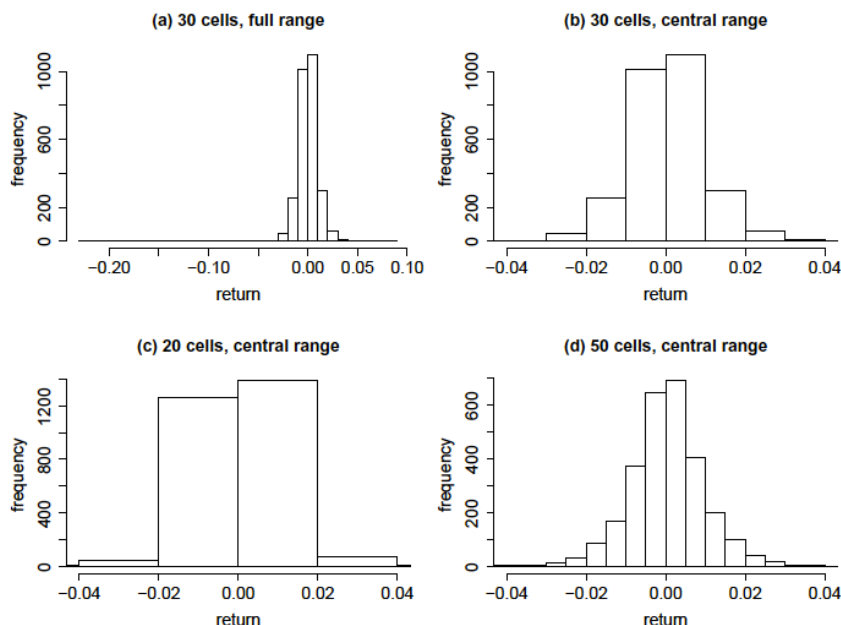 (a) 30 cells, full range
frequency
0 200 600 1000
−0.20 −0.10 0.00 0.05 0.10
return
(b) 30 cells, central range
frequency
0 200 600 1000
−0.04 −0.02 0.00 0.02 0.04
return
(c) 20 cells, central range
frequency
0 400 800 1200
−0.04 −0.02 0.00 0.02 0.04
return
(d) 50 cells, central range
frequency
0 200 400 600
−0.04 −0.02 0.00 0.02 0.04
return